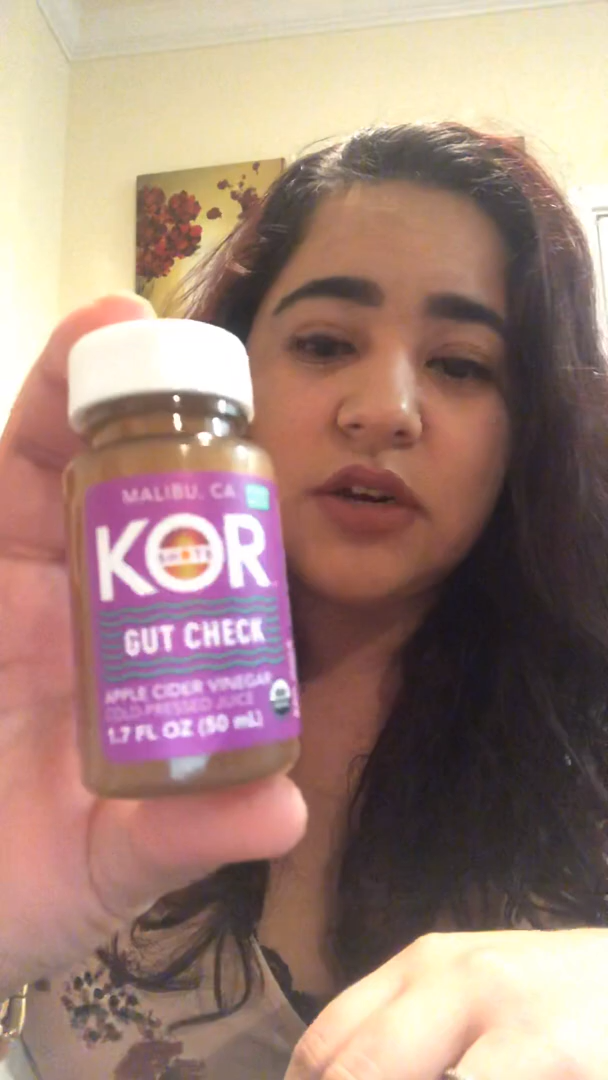 MALIBU, CA
KOR
SHOTS
GUT CHECK
APPLE CIDER VINEGAR
COLD-PRESSED JUICE
1.7 FL OZ (50 mL)